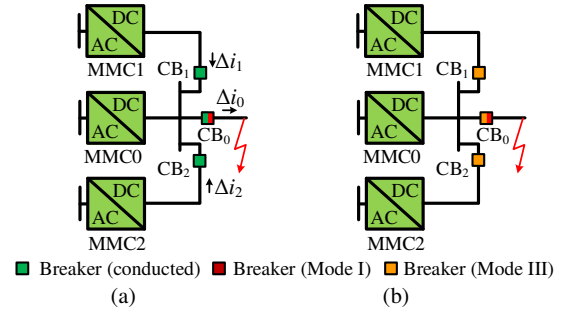 DC DC
AC AC
MMC1 CB₁ Δi₁ MMC1 CB₁
DC Δi₀ DC
AC CB₀ AC CB₀
MMC0 CB₂ MMC0 CB₂
DC Δi₂ DC
AC AC
MMC2 MMC2
Breaker (conducted) Breaker (Mode I) Breaker (Mode III)
(a) (b)